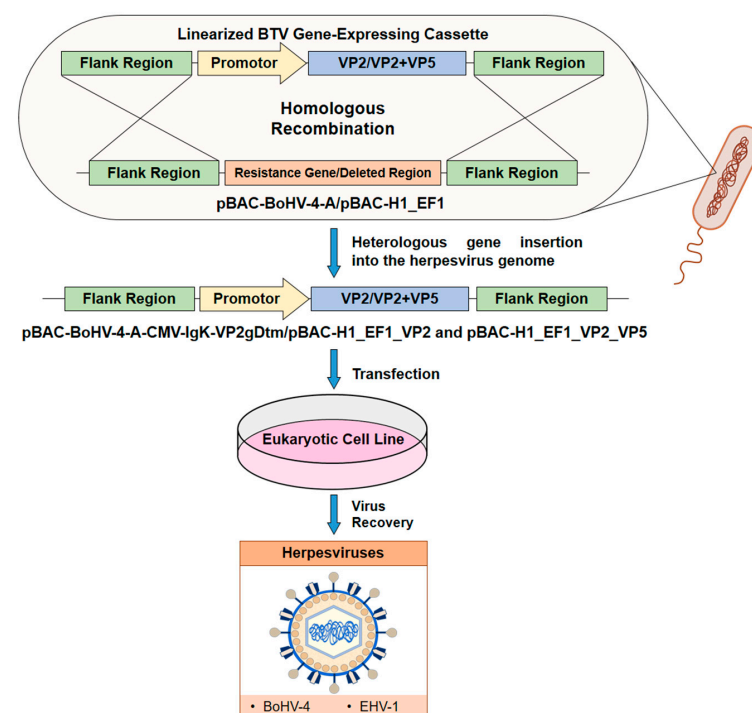 Linearized BTV Gene-Expressing Cassette
Flank Region Promotor VP2/VP2+VP5 Flank Region
Homologous
Recombination
Flank Region Resistance Gene/Deleted Region Flank Region
pBAC-BoHV-4-A/pBAC-H1_EF1
Heterologous gene insertion
into the herpesvirus genome
Flank Region Promotor VP2/VP2+VP5 Flank Region
pBAC-BoHV-4-A-CMV-IgK-VP2gDtm/pBAC-H1_EF1_VP2 and pBAC-H1_EF1_VP2_VP5
Transfection
Eukaryotic Cell Line
Virus
Recovery
Herpesviruses
• BoHV-4 • EHV-1